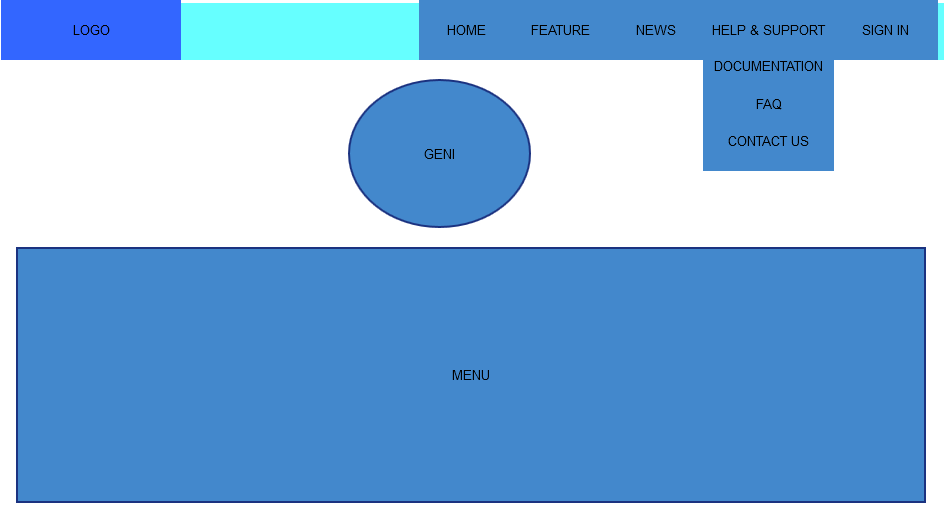 LOGO
HOME
FEATURE
NEWS
HELP & SUPPORT
SIGN IN
DOCUMENTATION
FAQ
CONTACT US
GENI
MENU